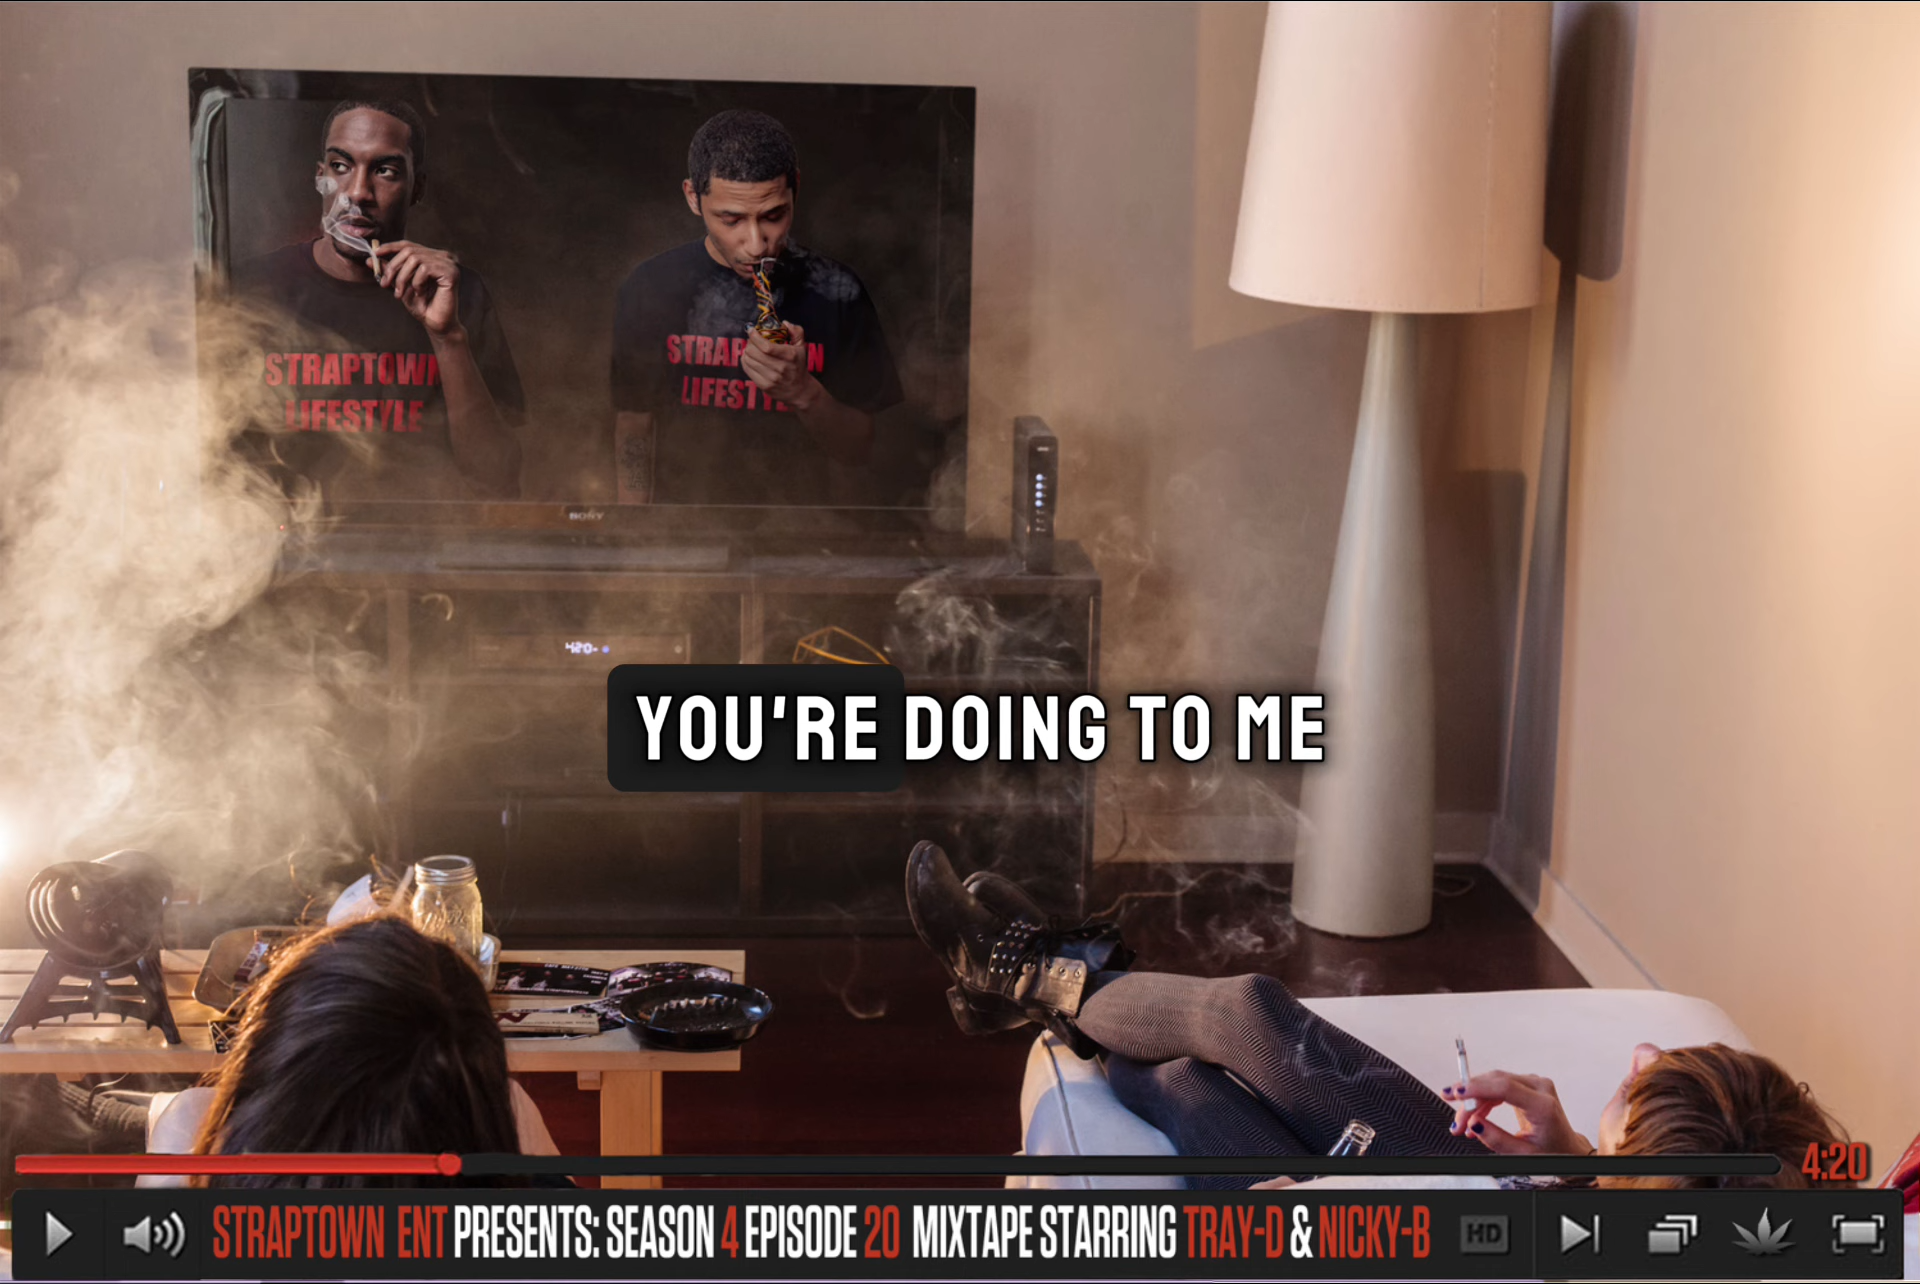 STRAPTOWN
LIFESTYLE
SONY
420
YOU'RE DOING TO ME
4:20
STRAPTOWN ENT PRESENTS: SEASON 4 EPISODE 20 MIXTAPE STARRING TRAY-D & NICKY-B
HD